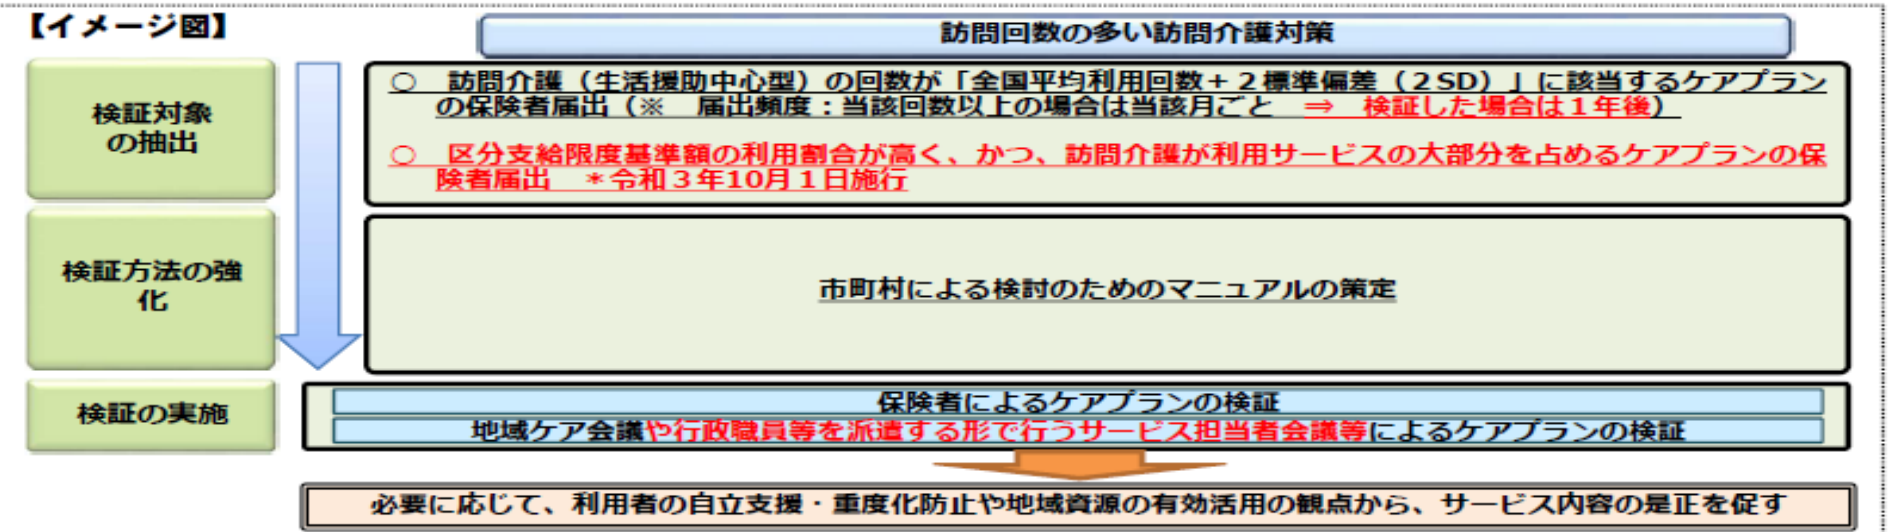 【イメージ図】
訪問回数の多い訪問介護対策
検証対象
の抽出
○　訪問介護（生活援助中心型）の回数が「全国平均利用回数＋２標準偏差（２SD）」に該当するケアプラン
の保険者届出（※　届出頻度：当該回数以上の場合は当該月ごと　⇒　検証した場合は１年後）
○　区分支給限度基準額の利用割合が高く、かつ、訪問介護が利用サービスの大部分を占めるケアプランの保
険者届出　＊令和３年10月１日施行
検証方法の強
化
市町村による検討のためのマニュアルの策定
検証の実施
保険者によるケアプランの検証
地域ケア会議や行政職員等を派遣する形で行うサービス担当者会議等によるケアプランの検証
必要に応じて、利用者の自立支援・重度化防止や地域資源の有効活用の観点から、サービス内容の是正を促す